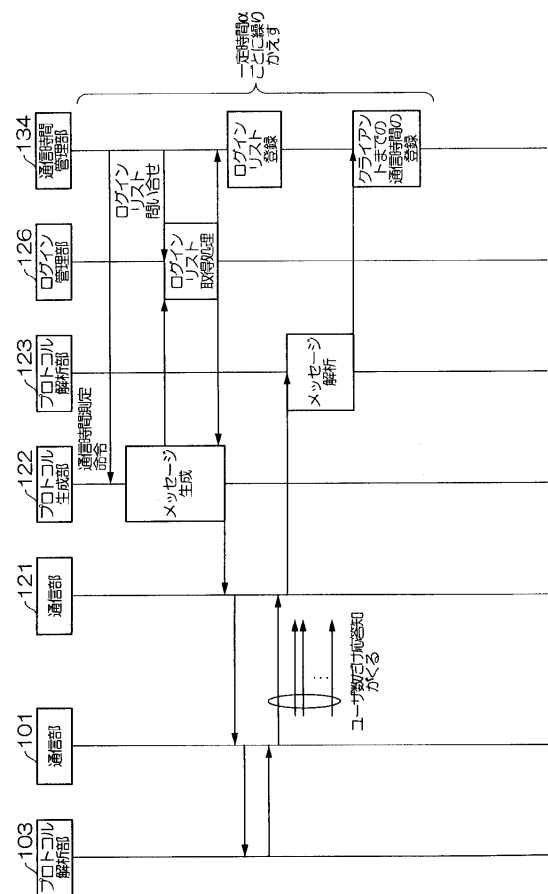 103
プロトコル
解析部
101
通信部
121
通信部
122
プロトコル
生成部
123
プロトコル
解析部
126
ログイン
管理部
134
通信時間
管理部
通信時間測定
命令
ログイン
リスト
問い合せ
メッセージ
生成
ログイン
リスト
取得処理
ログイン
リスト
登録
メッセージ
解析
クライアン
トまでの
通信時間の
登録
ユーザ数だけ応答知
がくる
一定時間α
ごとに繰り
かえす